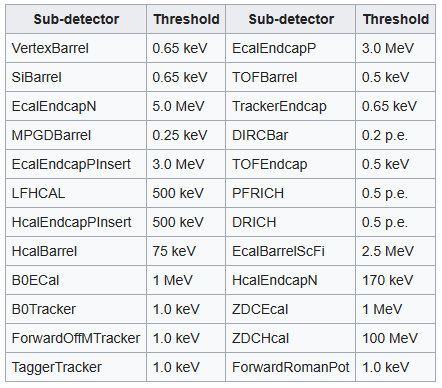 Sub-detector Threshold Sub-detector Threshold
VertexBarrel 0.65 keV EcalEndcapP 3.0 MeV
SiBarrel 0.65 keV TOFBarrel 0.5 keV
EcalEndcapN 5.0 MeV TrackerEndcap 0.65 keV
MPGDBarrel 0.25 keV DIRCBar 0.2 p.e.
EcalEndcapPInsert 3.0 MeV TOFEndcap 0.5 keV
LFHCAL 500 keV PFRICH 0.5 p.e.
HcalEndcapPInsert 500 keV DRICH 0.5 p.e.
HcalBarrel 75 keV EcalBarrelScFi 2.5 MeV
B0ECal 1 MeV HcalEndcapN 170 keV
B0Tracker 1.0 keV ZDCEcal 1 MeV
ForwardOffMTracker 1.0 keV ZDCHcal 100 MeV
TaggerTracker 1.0 keV ForwardRomanPot 1.0 keV